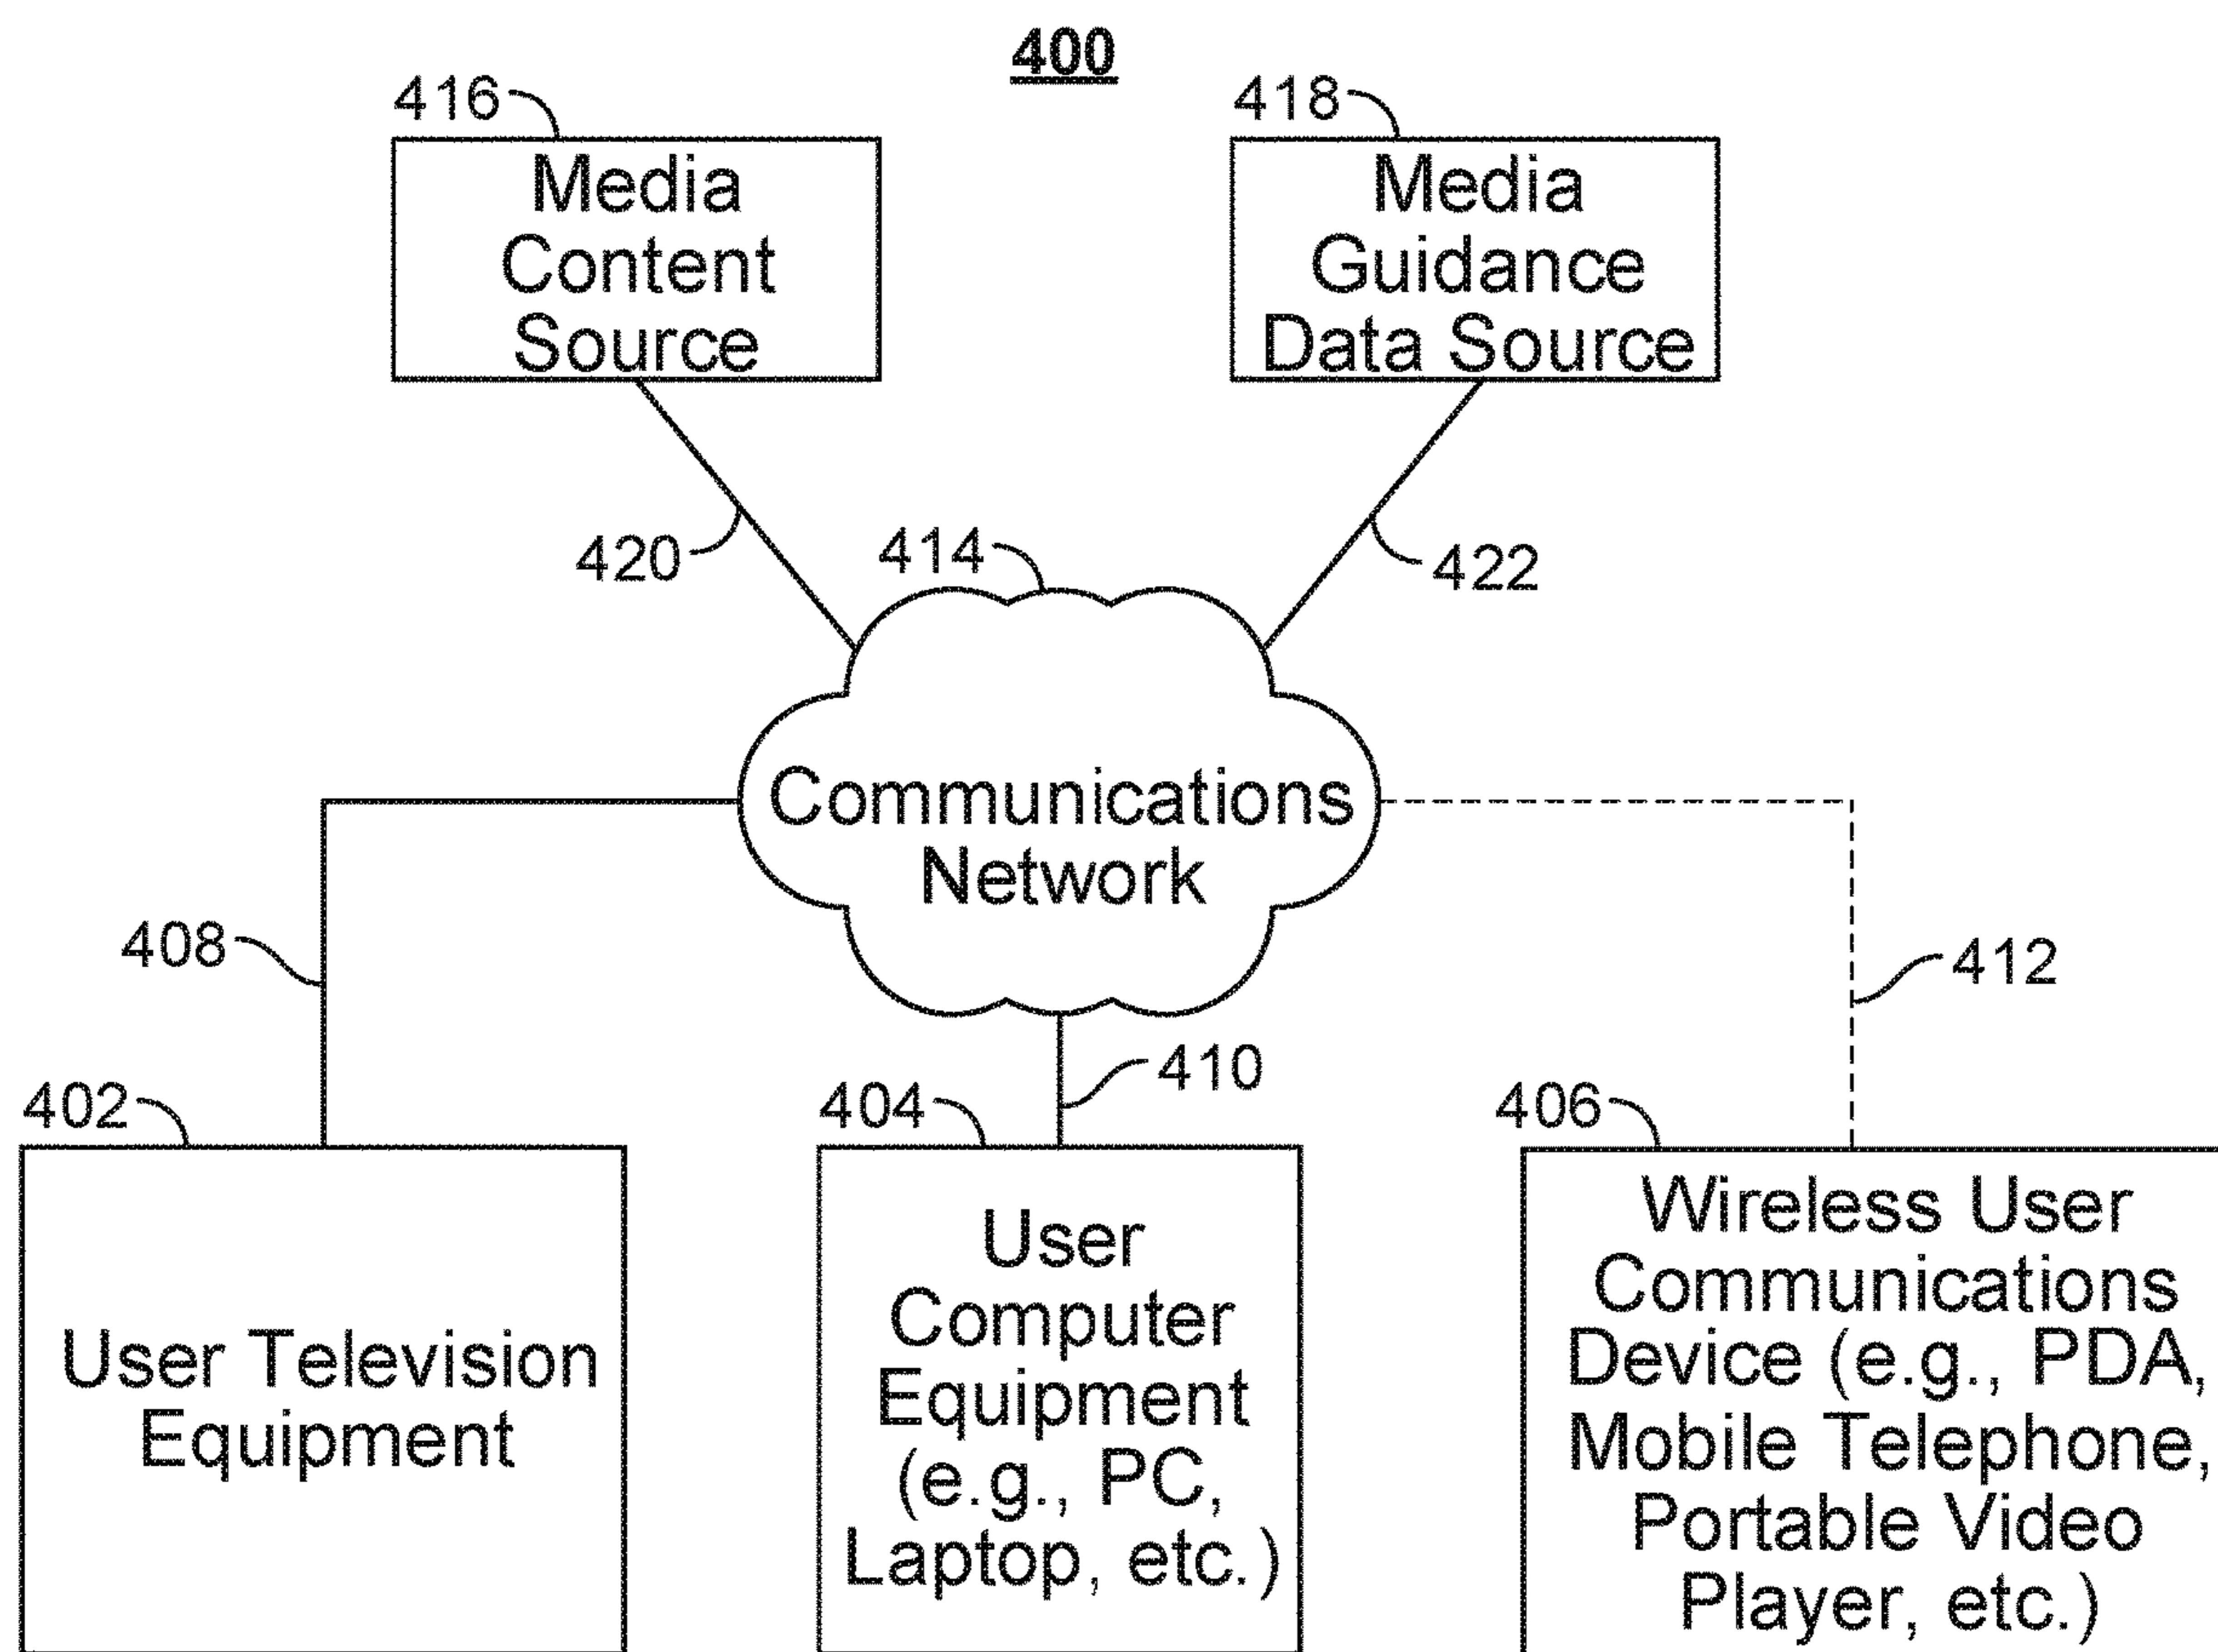 400
416
418
Media
Content
Source
Media
Guidance
Data Source
420
414
422
Communications
Network
408
412
410
402
404
406
User Television
Equipment
User
Computer
Equipment
(e.g., PC,
Laptop, etc.)
Wireless User
Communications
Device (e.g., PDA,
Mobile Telephone,
Portable Video
Player, etc.)